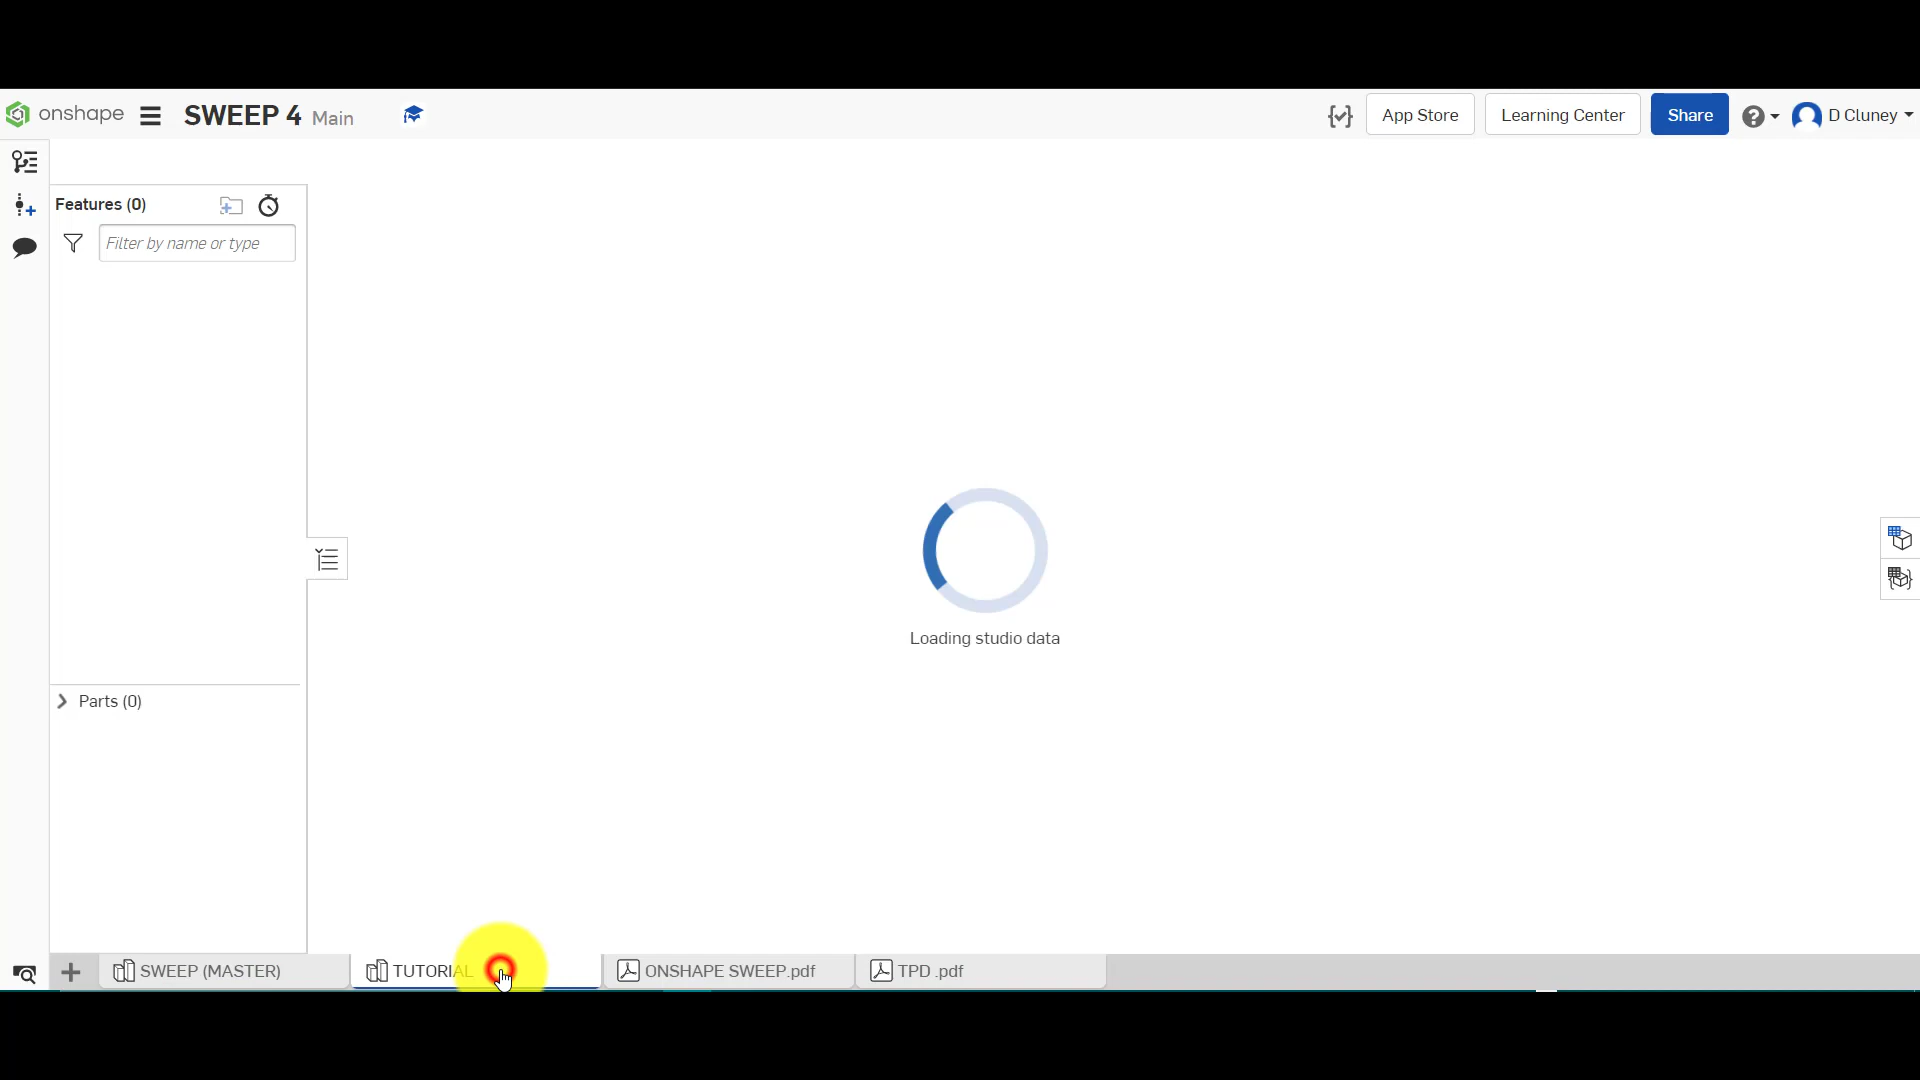 onshape SWEEP 4 Main App Store Learning Center Share D Cluney
Features (0)
Filter by name or type
Loading studio data
Parts (0)
SWEEP (MASTER) TUTORIAL ONSHAPE SWEEP.pdf TPD .pdf